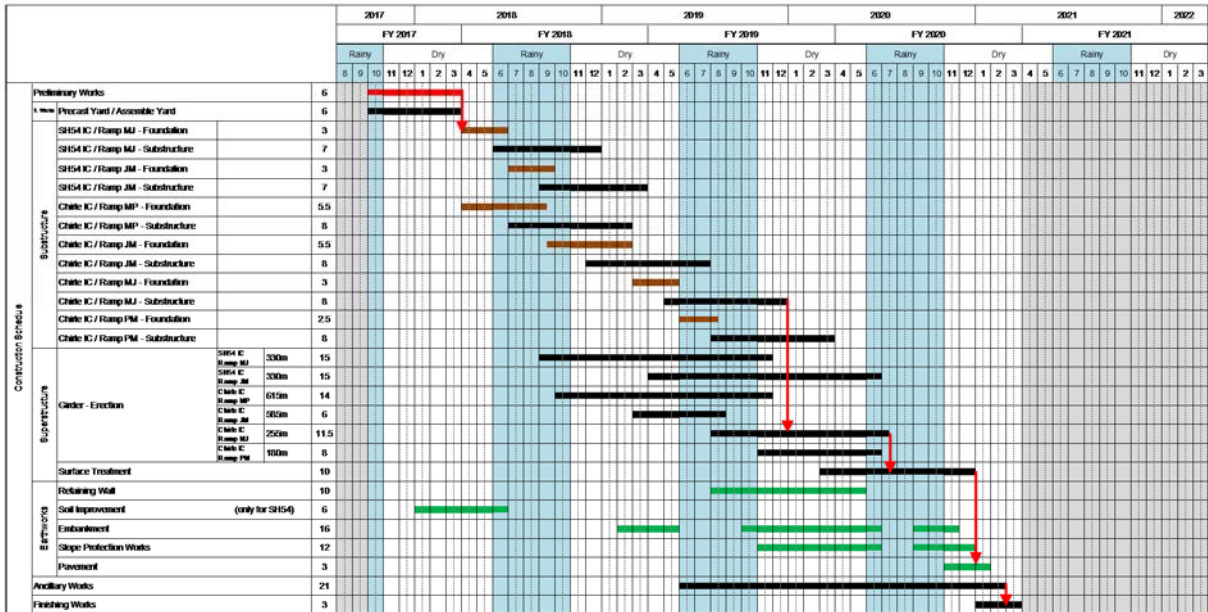 2017 2018 2019 2020 2021 2022
FY 2017 FY 2018 FY 2019 FY 2020 FY 2021
Rainy Dry Rainy Dry Rainy Dry Rainy Dry Rainy Dry
8 9 10 11 12 1 2 3 4 5 6 7 8 9 10 11 12 1 2 3 4 5 6 7 8 9 10 11 12 1 2 3 4 5 6 7 8 9 10 11 12 1 2 3 4 5 6 7 8 9 10 11 12 1 2 3
Construction Schedule
Preliminary Works 6
Precast Yard / Assemble Yard 6
Substructure
SH54 IC / Ramp MJ - Foundation 3
SH54 IC / Ramp MJ - Substructure 7
SH54 IC / Ramp JM - Foundation 3
SH54 IC / Ramp JM - Substructure 7
Chirle IC / Ramp MP - Foundation 5.5
Chirle IC / Ramp MP - Substructure 8
Chirle IC / Ramp JM - Foundation 5.5
Chirle IC / Ramp JM - Substructure 8
Chirle IC / Ramp MJ - Foundation 3
Chirle IC / Ramp MJ - Substructure 8
Chirle IC / Ramp PM - Foundation 2.5
Chirle IC / Ramp PM - Substructure 8
Superstructure
Girder - Erection
SH54 IC Ramp MJ 330m 15
SH54 IC Ramp JM 330m 15
Chirle IC Ramp MP 615m 14
Chirle IC Ramp JM 585m 6
Chirle IC Ramp MJ 255m 11.5
Chirle IC Ramp PM 180m 8
Surface Treatment 10
Earthworks
Retaining Wall 10
Soil Improvement (only for SH54) 6
Embankment 16
Slope Protection Works 12
Pavement 3
Ancillary Works 21
Finishing Works 3